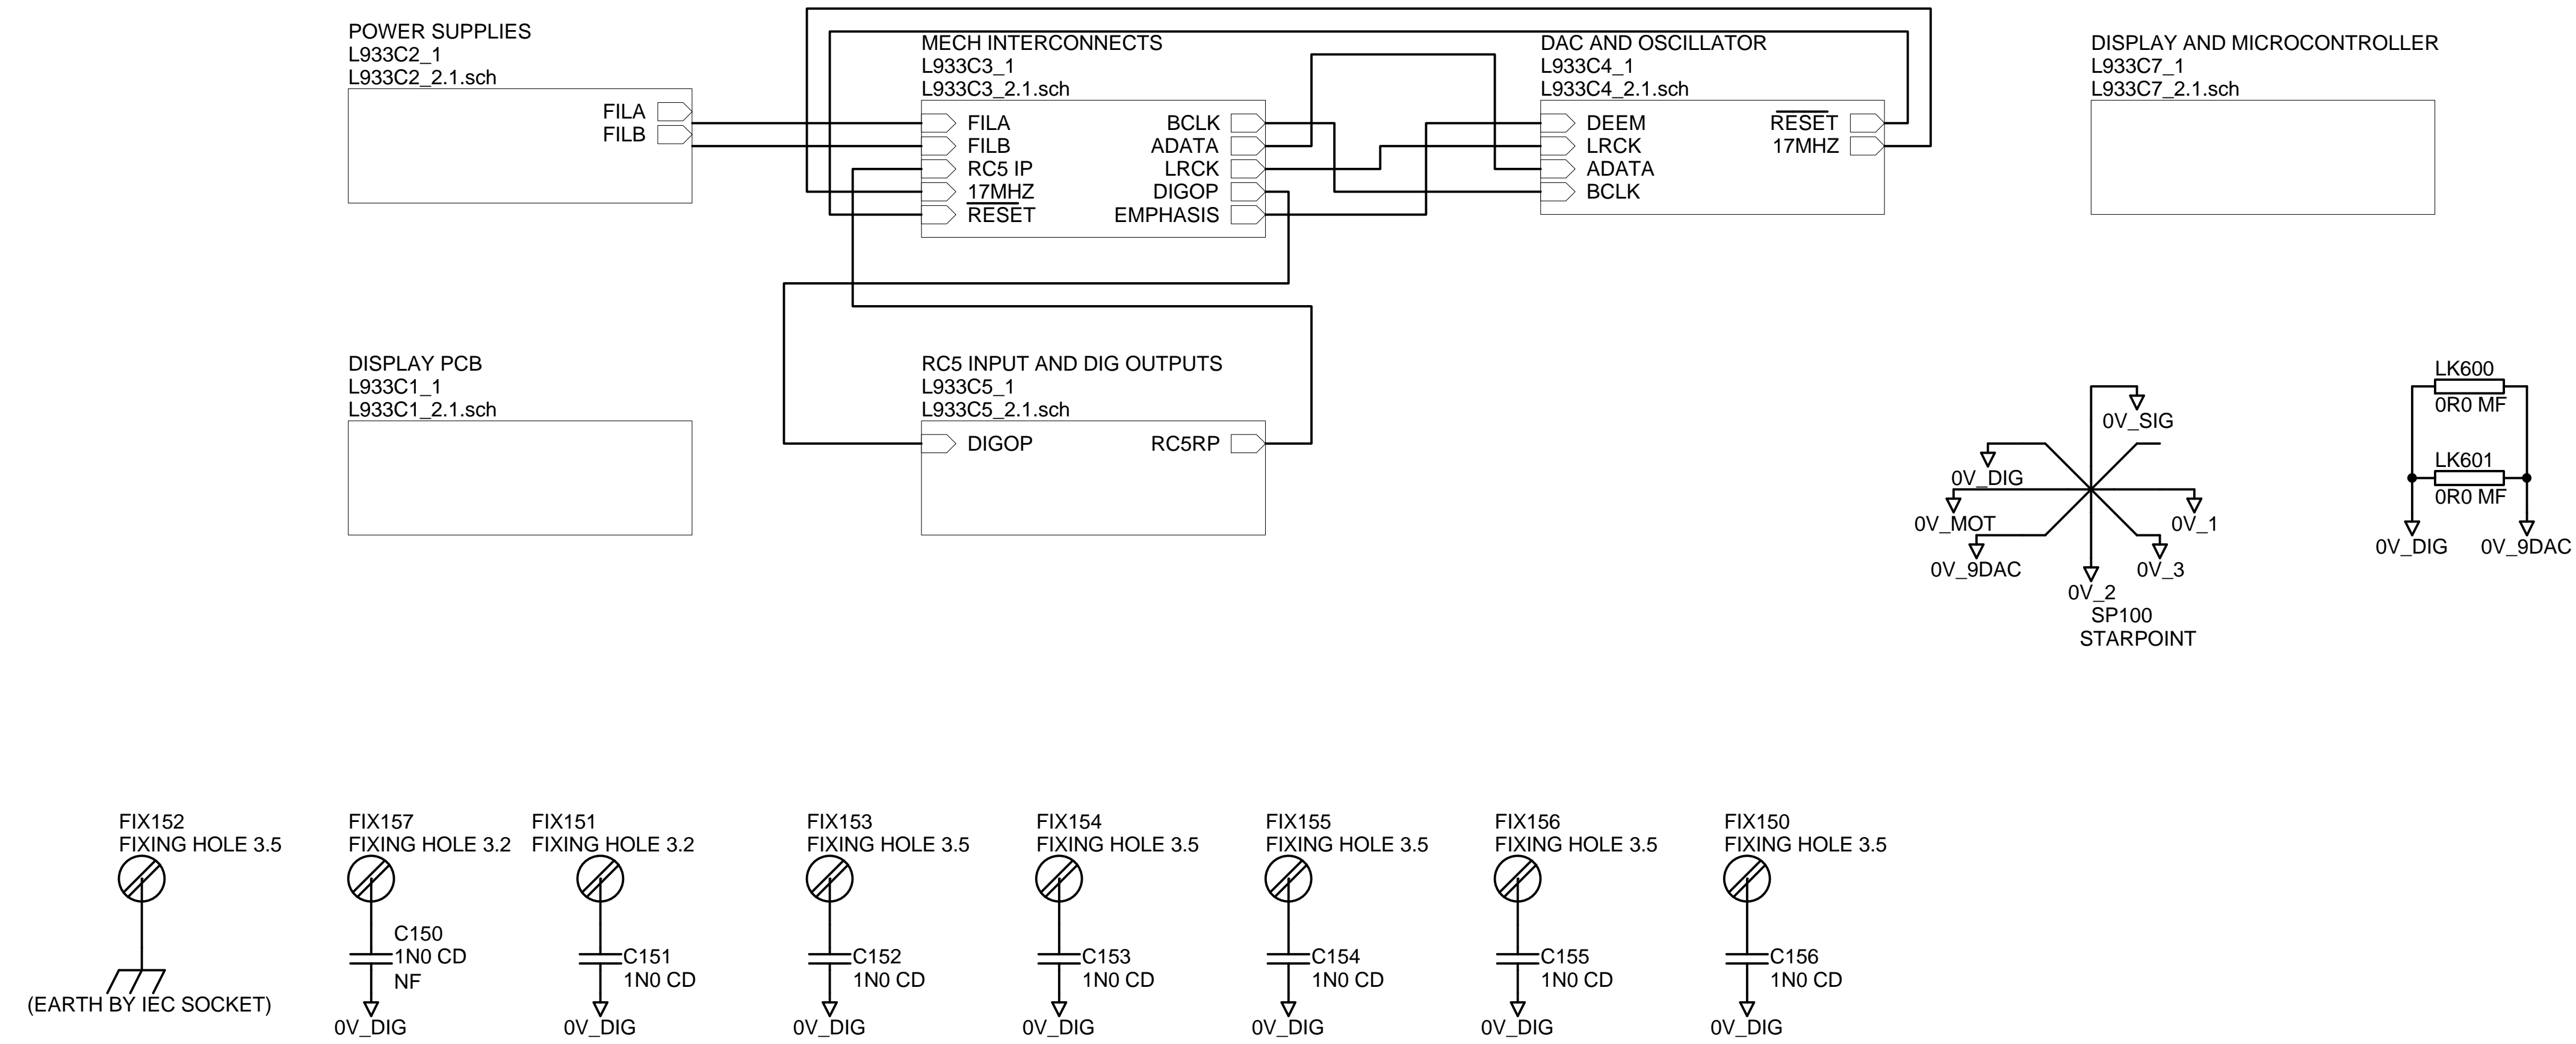 POWER SUPPLIES
L933C2_1
L933C2_2.1.sch
FILA
FILB
MECH INTERCONNECTS
L933C3_1
L933C3_2.1.sch
FILA
FILB
RC5 IP
17MHZ
RESET
BCLK
ADATA
LRCK
DIGOP
EMPHASIS
DAC AND OSCILLATOR
L933C4_1
L933C4_2.1.sch
DEEM
LRCK
ADATA
BCLK
RESET
17MHZ
DISPLAY AND MICROCONTROLLER
L933C7_1
L933C7_2.1.sch
DISPLAY PCB
L933C1_1
L933C1_2.1.sch
RC5 INPUT AND DIG OUTPUTS
L933C5_1
L933C5_2.1.sch
DIGOP
RC5RP
0V_SIG
0V_DIG
0V_MOT
0V_1
0V_9DAC
0V_3
0V_2
SP100
STARPOINT
LK600
0R0 MF
LK601
0R0 MF
0V_DIG
0V_9DAC
FIX152
FIXING HOLE 3.5
(EARTH BY IEC SOCKET)
FIX157
FIXING HOLE 3.2
C150
1N0 CD
NF
0V_DIG
FIX151
FIXING HOLE 3.2
C151
1N0 CD
0V_DIG
FIX153
FIXING HOLE 3.5
C152
1N0 CD
0V_DIG
FIX154
FIXING HOLE 3.5
C153
1N0 CD
0V_DIG
FIX155
FIXING HOLE 3.5
C154
1N0 CD
0V_DIG
FIX156
FIXING HOLE 3.5
C155
1N0 CD
0V_DIG
FIX150
FIXING HOLE 3.5
C156
1N0 CD
0V_DIG